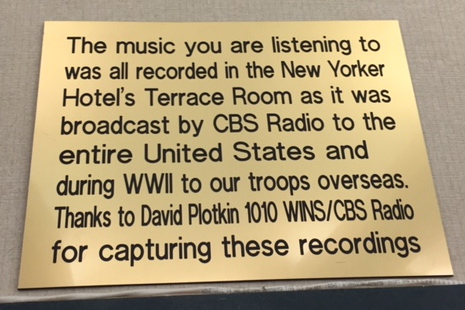 The music you are listening to
was all recorded in the New Yorker
Hotel's Terrace Room as it was
broadcast by CBS Radio to the
entire United States and
during WWII to our troops overseas.
Thanks to David Plotkin 1010 WINS/CBS Radio
for capturing these recordings